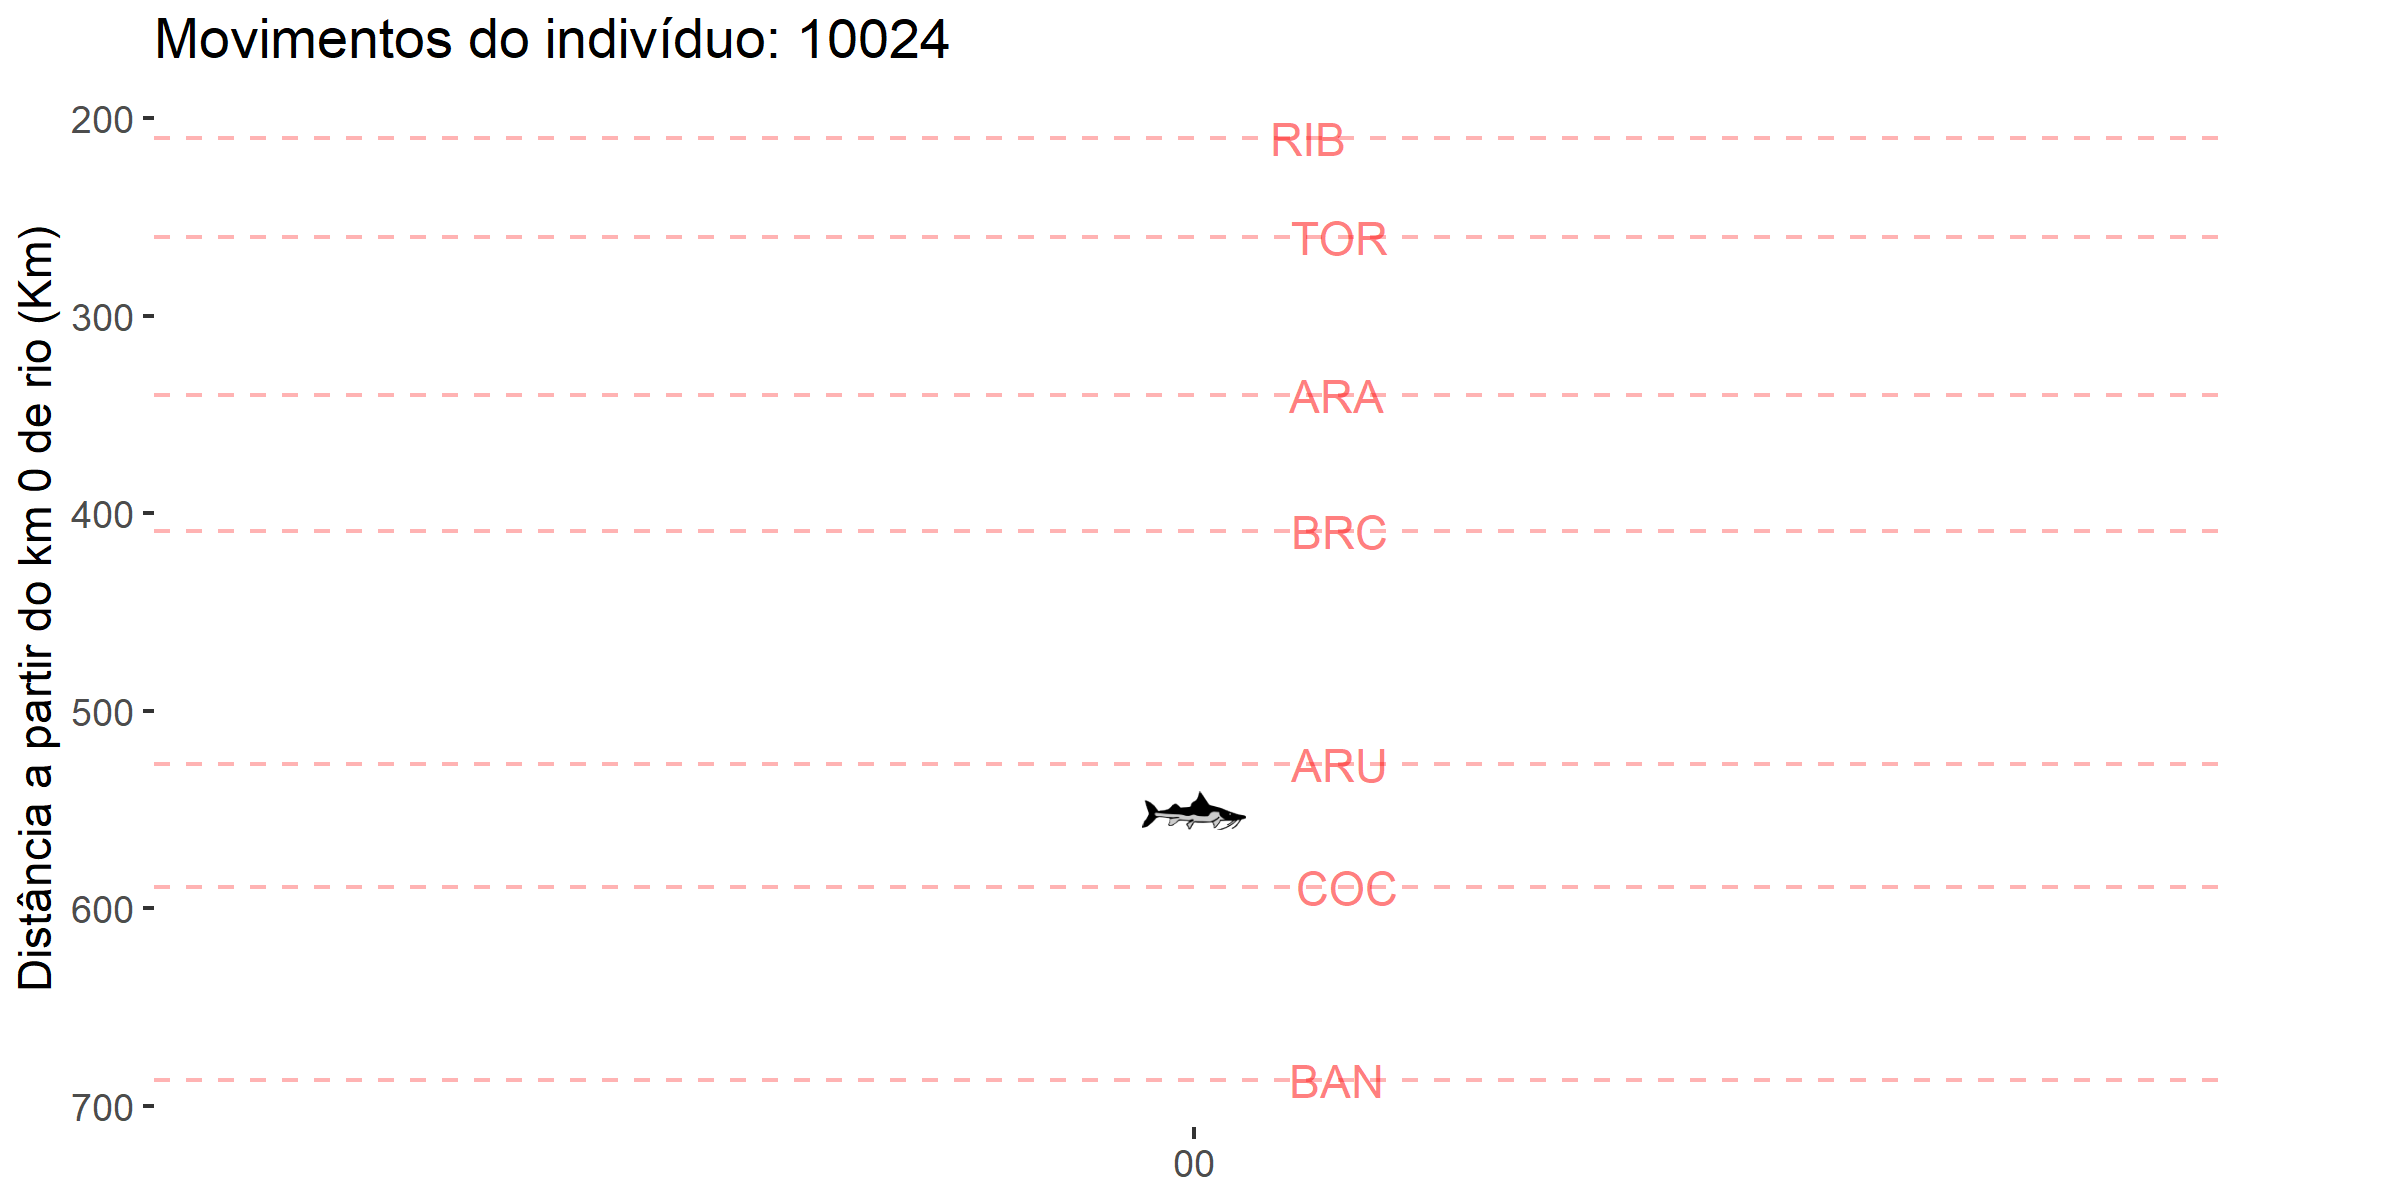 Movimentos do indivíduo: 10024
Distância a partir do km 0 de rio (Km)
200
RIB
TOR
300
ARA
400
BRC
500
ARU
COC
600
BAN
700
00